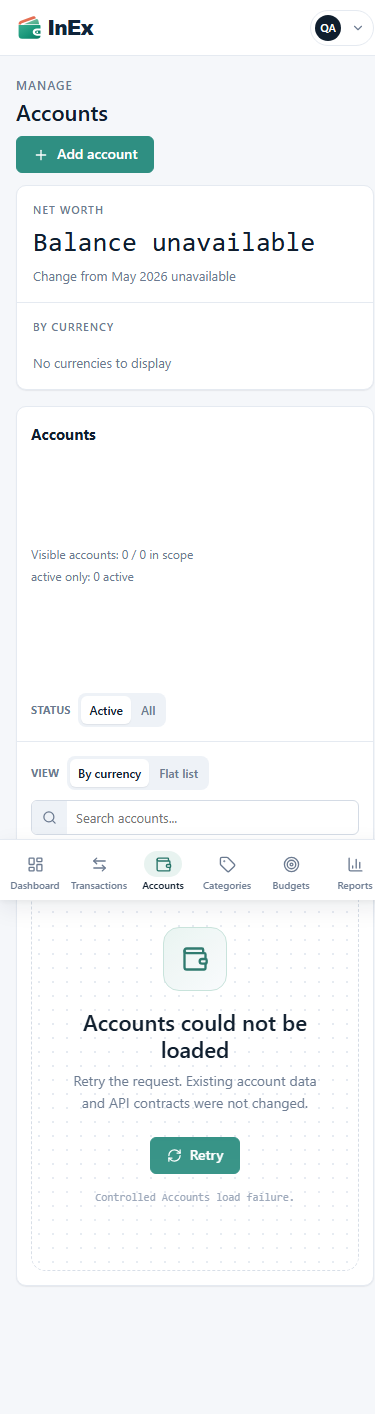 InEx
QA
MANAGE
Accounts
Add account
NET WORTH
Balance unavailable
Change from May 2026 unavailable
BY CURRENCY
No currencies to display
Accounts
Visible accounts: 0 / 0 in scope
active only: 0 active
STATUS Active All
VIEW By currency Flat list
Search accounts...
Dashboard Transactions Accounts Categories Budgets Reports
Accounts could not be
loaded
Retry the request. Existing account data
and API contracts were not changed.
Retry
Controlled Accounts load failure.